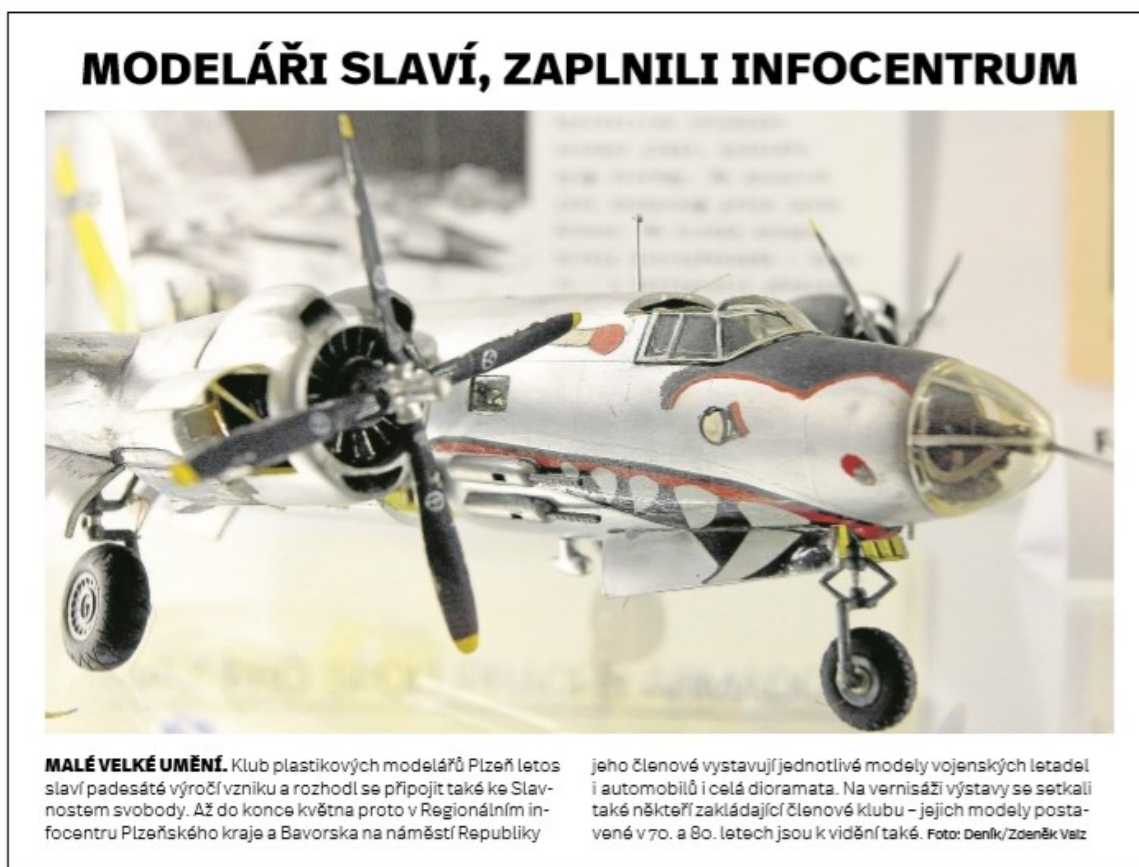 MODELÁŘI SLAVÍ, ZAPLNILI INFOCENTRUM
MALÉ VELKÉ UMĚNÍ. Klub plastikových modelářů Plzeň letos
slaví padesáté výročí vzniku a rozhodl se připojit také ke Slav-
nostem svobody. Až do konce května proto v Regionálním in-
focentru Plzeňského kraje a Bavorska na náměstí Republiky
jeho členové vystavují jednotlivé modely vojenských letadel
i automobilů i celá dioramata. Na vernisáži výstavy se setkali
také někteří zakládající členové klubu – jejich modely posta-
vené v 70. a 80. letech jsou k vidění také. Foto: Deník/Zdeněk Valz